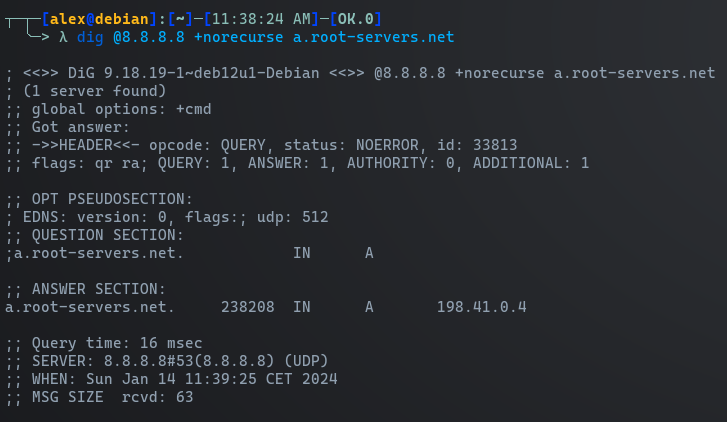 [alex@debian]:[~]─[11:38:24 AM]─[OK.0]
λ dig @8.8.8.8 +norecurse a.root-servers.net
; <<>> DiG 9.18.19-1~deb12u1-Debian <<>> @8.8.8.8 +norecurse a.root-servers.net
; (1 server found)
;; global options: +cmd
;; Got answer:
;; ->>HEADER<<- opcode: QUERY, status: NOERROR, id: 33813
;; flags: qr ra; QUERY: 1, ANSWER: 1, AUTHORITY: 0, ADDITIONAL: 1
;; OPT PSEUDOSECTION:
; EDNS: version: 0, flags:; udp: 512
;; QUESTION SECTION:
;a.root-servers.net. IN A
;; ANSWER SECTION:
a.root-servers.net. 238208 IN A 198.41.0.4
;; Query time: 16 msec
;; SERVER: 8.8.8.8#53(8.8.8.8) (UDP)
;; WHEN: Sun Jan 14 11:39:25 CET 2024
;; MSG SIZE rcvd: 63